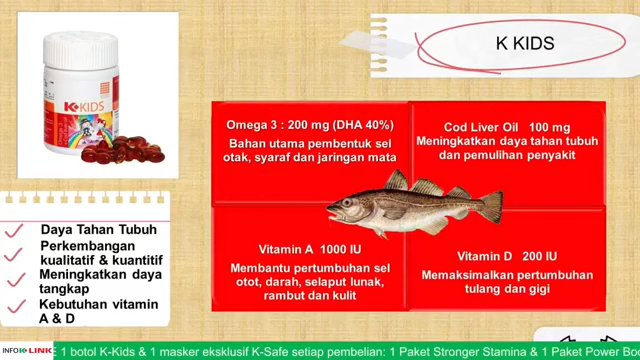 K KIDS
K-KIDS
Omega 3 : 200 mg (DHA 40%)
Bahan utama pembentuk sel
otak, syaraf dan jaringan mata
Cod Liver Oil 100 mg
Meningkatkan daya tahan tubuh
dan pemulihan penyakit
Vitamin A 1000 IU
Membantu pertumbuhan sel
otot, darah, selaput lunak,
rambut dan kulit
Vitamin D 200 IU
Memaksimalkan pertumbuhan
tulang dan gigi
Daya Tahan Tubuh
Perkembangan
kualitatif & kuantitif
Meningkatkan daya
tangkap
Kebutuhan vitamin
A & D
INFO K-LINK
1 botol K-Kids & 1 masker eksklusif K-Safe setiap pembelian: 1 Paket Stronger Stamina & 1 Paket Power